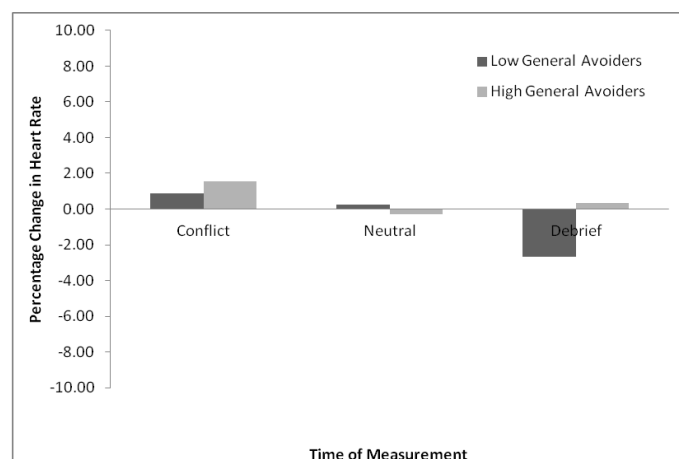 10.00
8.00
6.00
4.00
2.00
0.00
-2.00
-4.00
-6.00
-8.00
-10.00
Percentage Change in Heart Rate
Low General Avoiders
High General Avoiders
Conflict
Neutral
Debrief
Time of Measurement